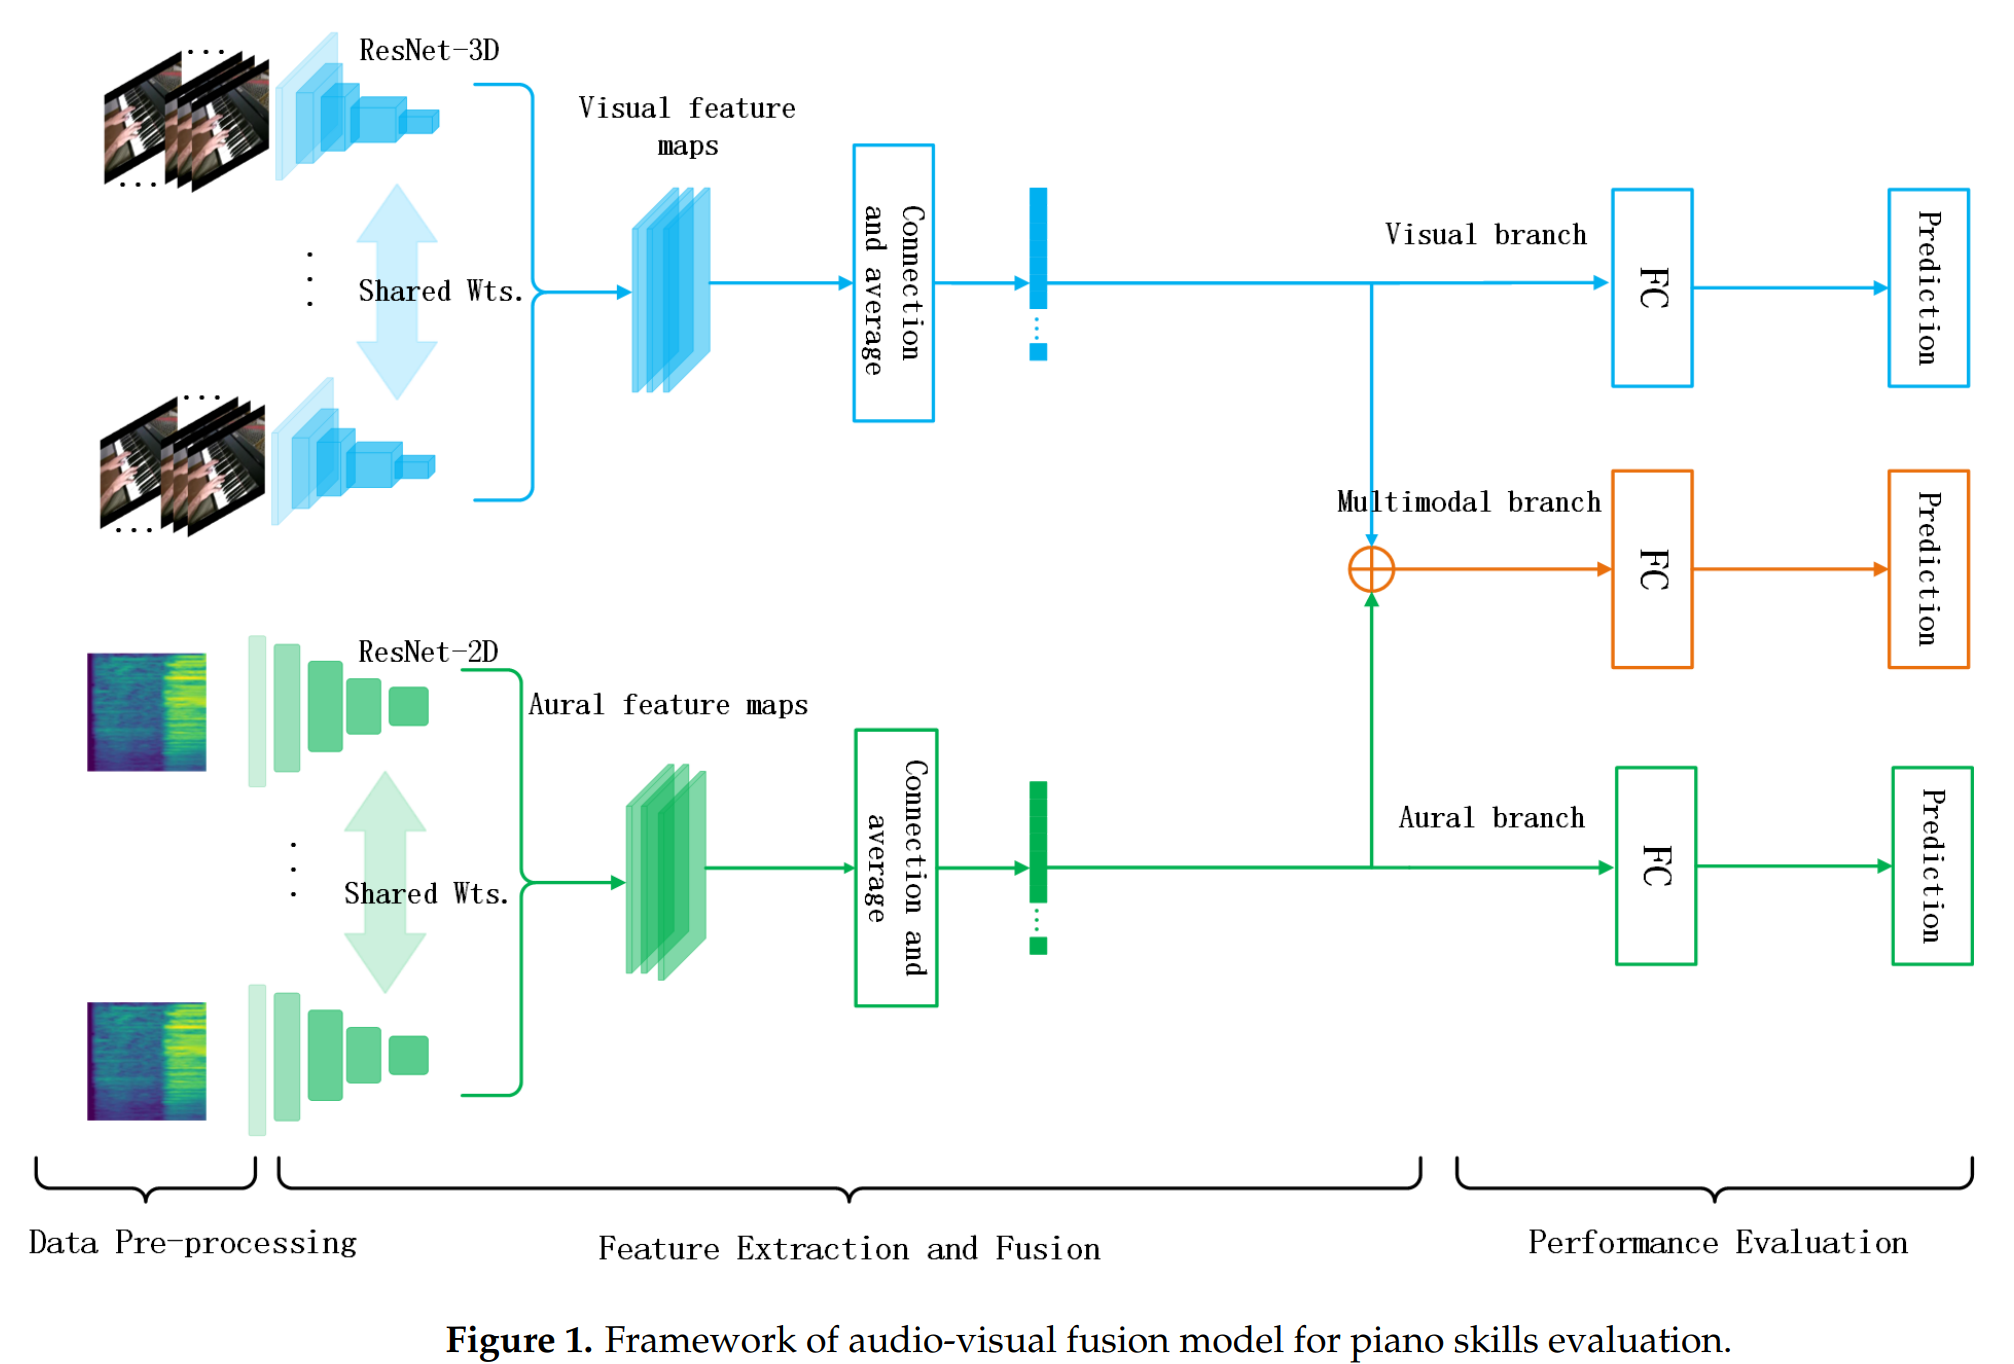 ResNet-3D
Visual feature
maps
Shared Wts.
Connection
and average
Visual branch
FC
Prediction
Multimodal branch
FC
Prediction
ResNet-2D
Aural feature maps
Shared Wts.
Connection and
average
Aural branch
FC
Prediction
Data Pre-processing
Feature Extraction and Fusion
Performance Evaluation
Figure 1. Framework of audio-visual fusion model for piano skills evaluation.